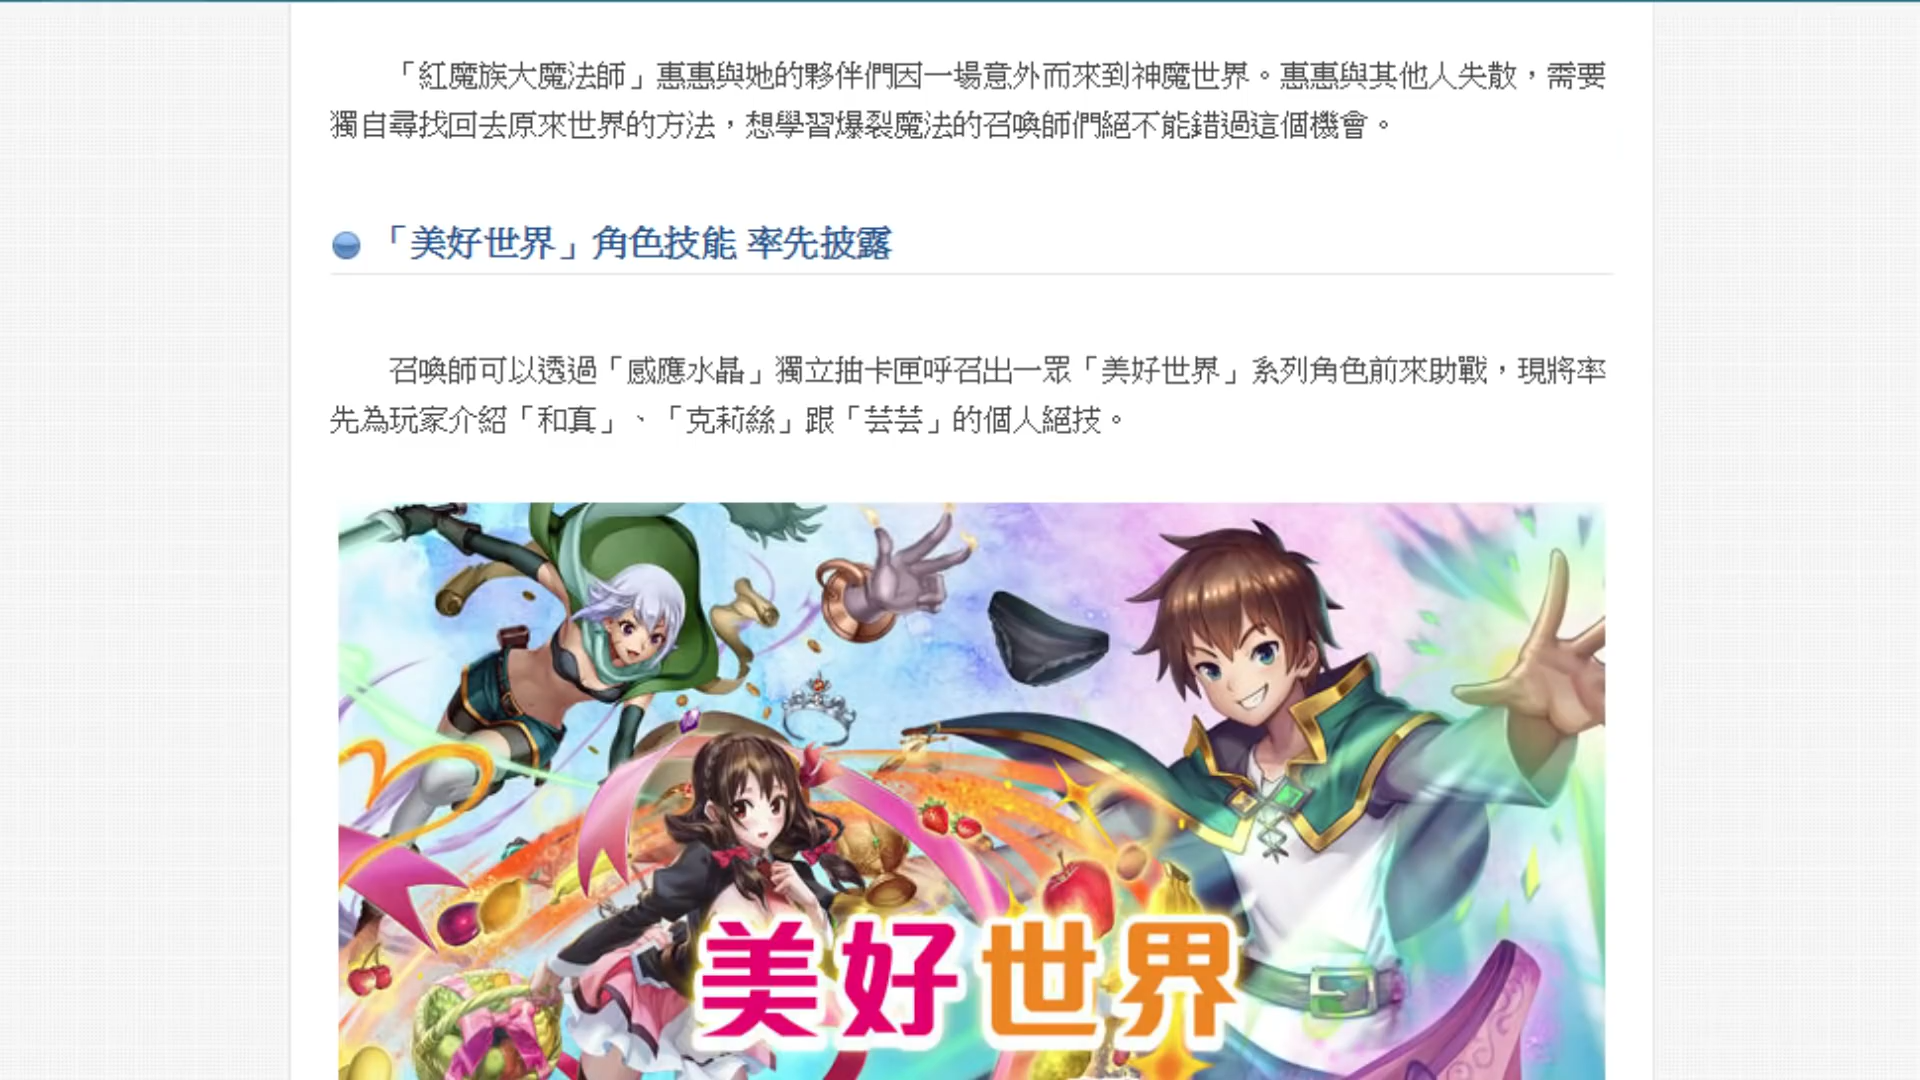 「紅魔族大魔法師」惠惠與她的夥伴們因一場意外而來到神魔世界。惠惠與其他人失散，需要
獨自尋找回去原來世界的方法，想學習爆裂魔法的召喚師們絕不能錯過這個機會。
「美好世界」角色技能 率先披露
召喚師可以透過「感應水晶」獨立抽卡匣呼召出一眾「美好世界」系列角色前來助戰，現將率
先為玩家介紹「和真」、「克莉絲」跟「芸芸」的個人絕技。
美好世界